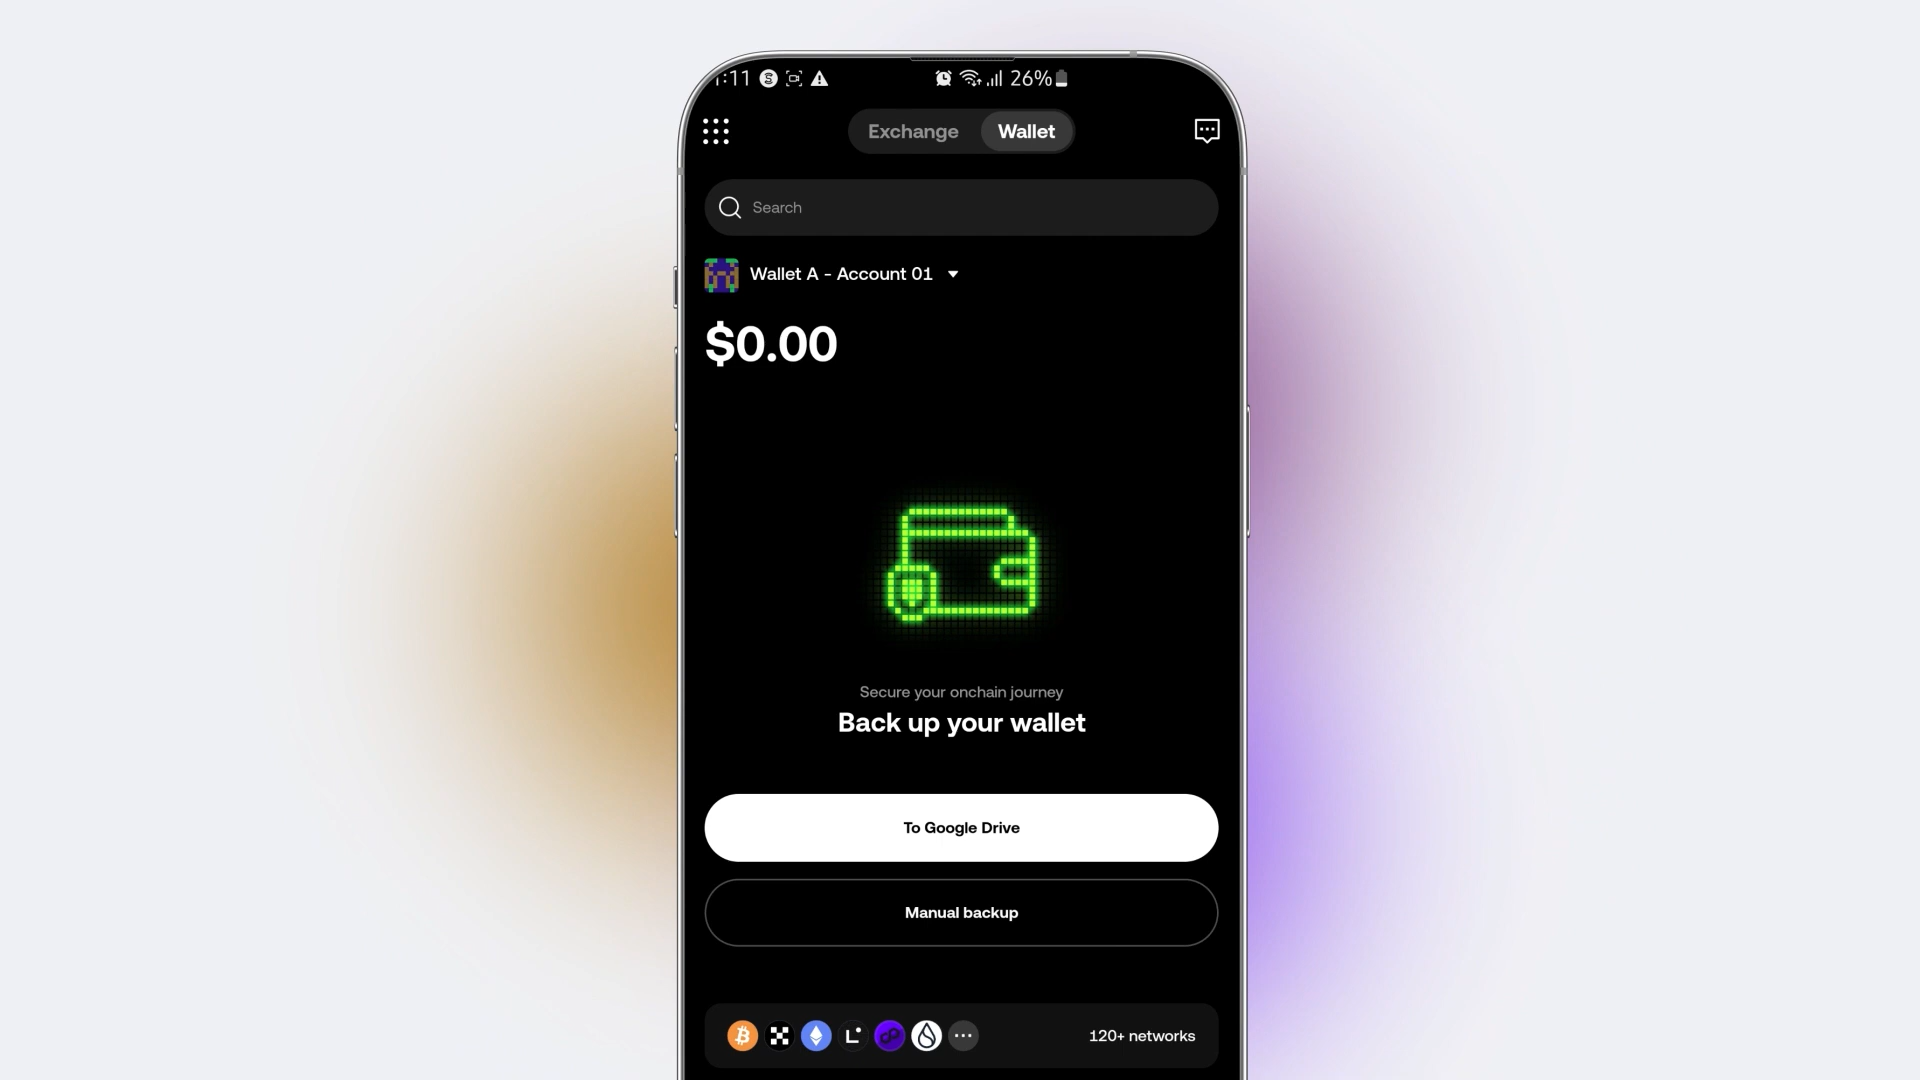 :11 26%
Exchange Wallet
Search
Wallet A - Account 01
$0.00
Secure your onchain journey
Back up your wallet
To Google Drive
Manual backup
120+ networks